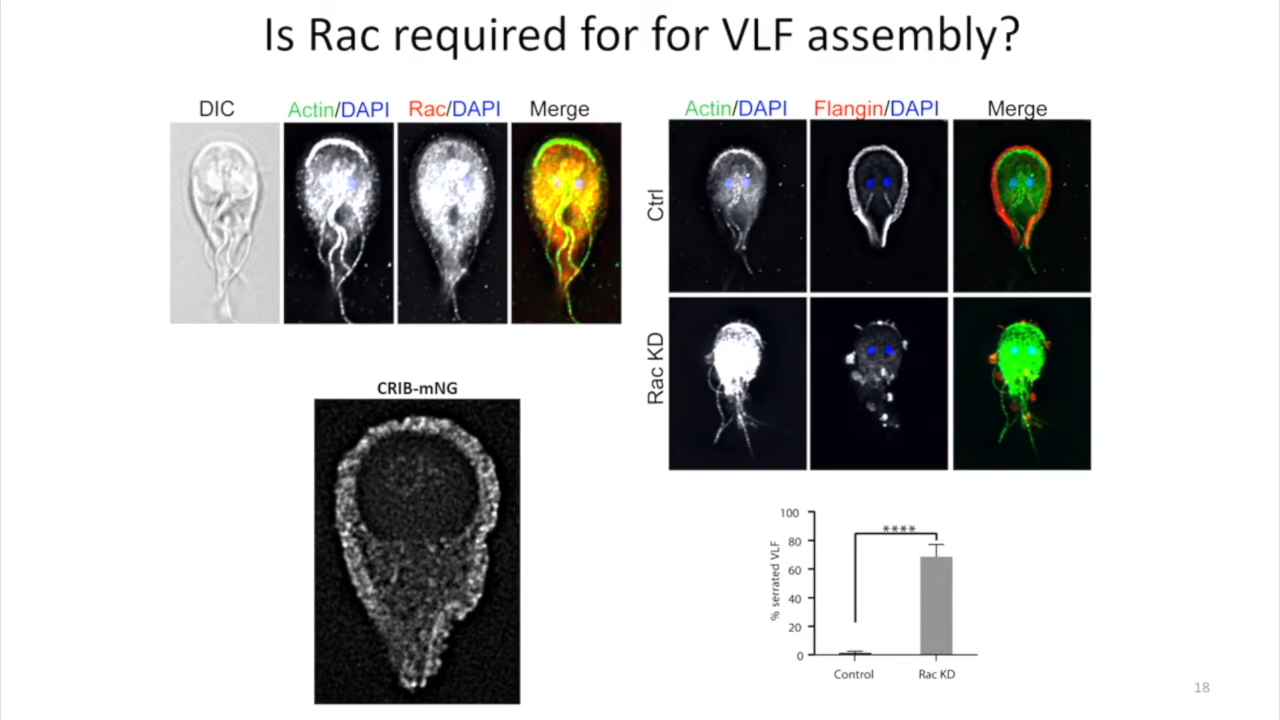 Is Rac required for for VLF assembly?
DIC
Actin/DAPI
Rac/DAPI
Merge
Actin/DAPI
Flangin/DAPI
Merge
Ctrl
Rac KD
CRIB-mNG
% serrated VLF
100
80
60
40
20
0
****
Control
Rac KD
18